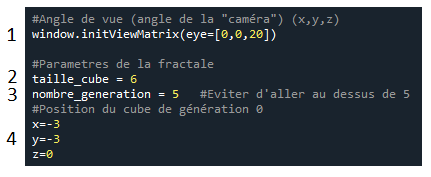 #Angle de vue (angle de la "caméra") (x,y,z)
1 window.initViewMatrix(eye=[0,0,20])
#Parametres de la fractale
2 taille_cube = 6
3 nombre_generation = 5 #Eviter d'aller au dessus de 5
#Position du cube de génération 0
x=-3
4 y=-3
z=0